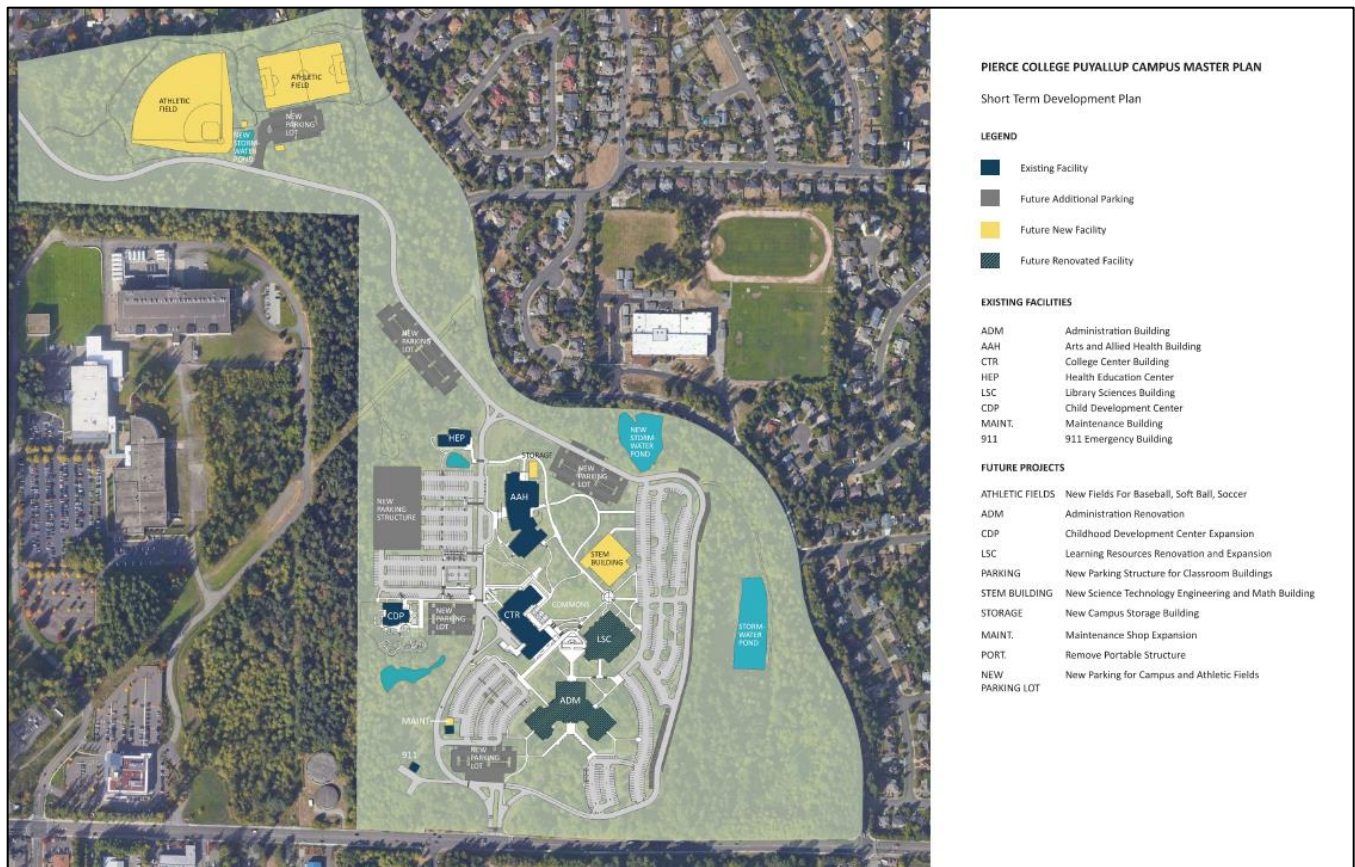 ATHLETIC
FIELD
ATHLETIC
FIELD
NEW
PARKING
LOT
NEW
STORM-
WATER
POND
NEW
PARKING
LOT
HEP
STORAGE
NEW
PARKING
LOT
NEW
STORM-
WATER
POND
AAH
NEW
PARKING
STRUCTURE
STEM
BUILDING
CDP
NEW
PARKING
LOT
CTR
COMMONS
LSC
STORM-
WATER
POND
ADM
MAINT
911
NEW
PARKING
LOT
PIERCE COLLEGE PUYALLUP CAMPUS MASTER PLAN
Short Term Development Plan
LEGEND
Existing Facility
Future Additional Parking
Future New Facility
Future Renovated Facility
EXISTING FACILITIES
ADM Administration Building
AAH Arts and Allied Health Building
CTR College Center Building
HEP Health Education Center
LSC Library Sciences Building
CDP Child Development Center
MAINT. Maintenance Building
911 911 Emergency Building
FUTURE PROJECTS
ATHLETIC FIELDS New Fields For Baseball, Soft Ball, Soccer
ADM Administration Renovation
CDP Childhood Development Center Expansion
LSC Learning Resources Renovation and Expansion
PARKING New Parking Structure for Classroom Buildings
STEM BUILDING New Science Technology Engineering and Math Building
STORAGE New Campus Storage Building
MAINT. Maintenance Shop Expansion
PORT. Remove Portable Structure
NEW New Parking for Campus and Athletic Fields
PARKING LOT